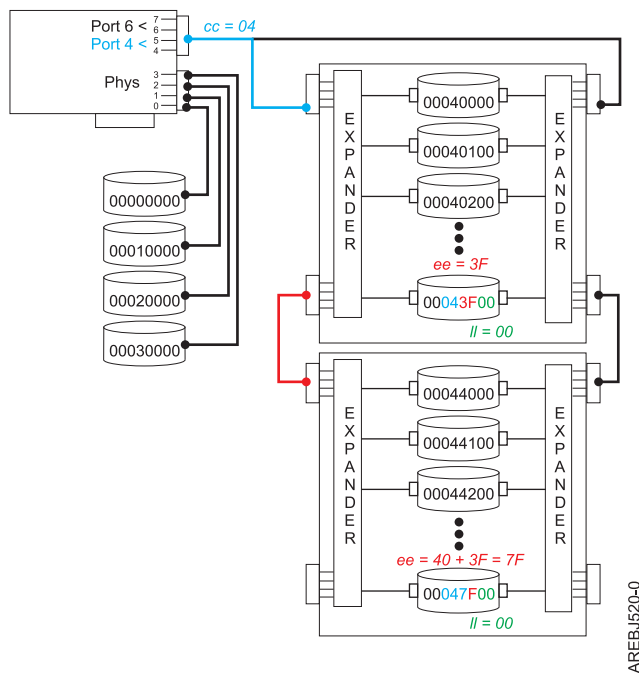 7
Port 6 <
6
cc = 04
Port 4 <
5
4
3
Phys
2
1
0
00000000
00010000
00020000
00030000
EXPANDER
EXPANDER
00040000
00040100
00040200
ee = 3F
00043F00
ll = 00
EXPANDER
EXPANDER
00044000
00044100
00044200
ee = 40 + 3F = 7F
00047F00
ll = 00
AREBJ520-0